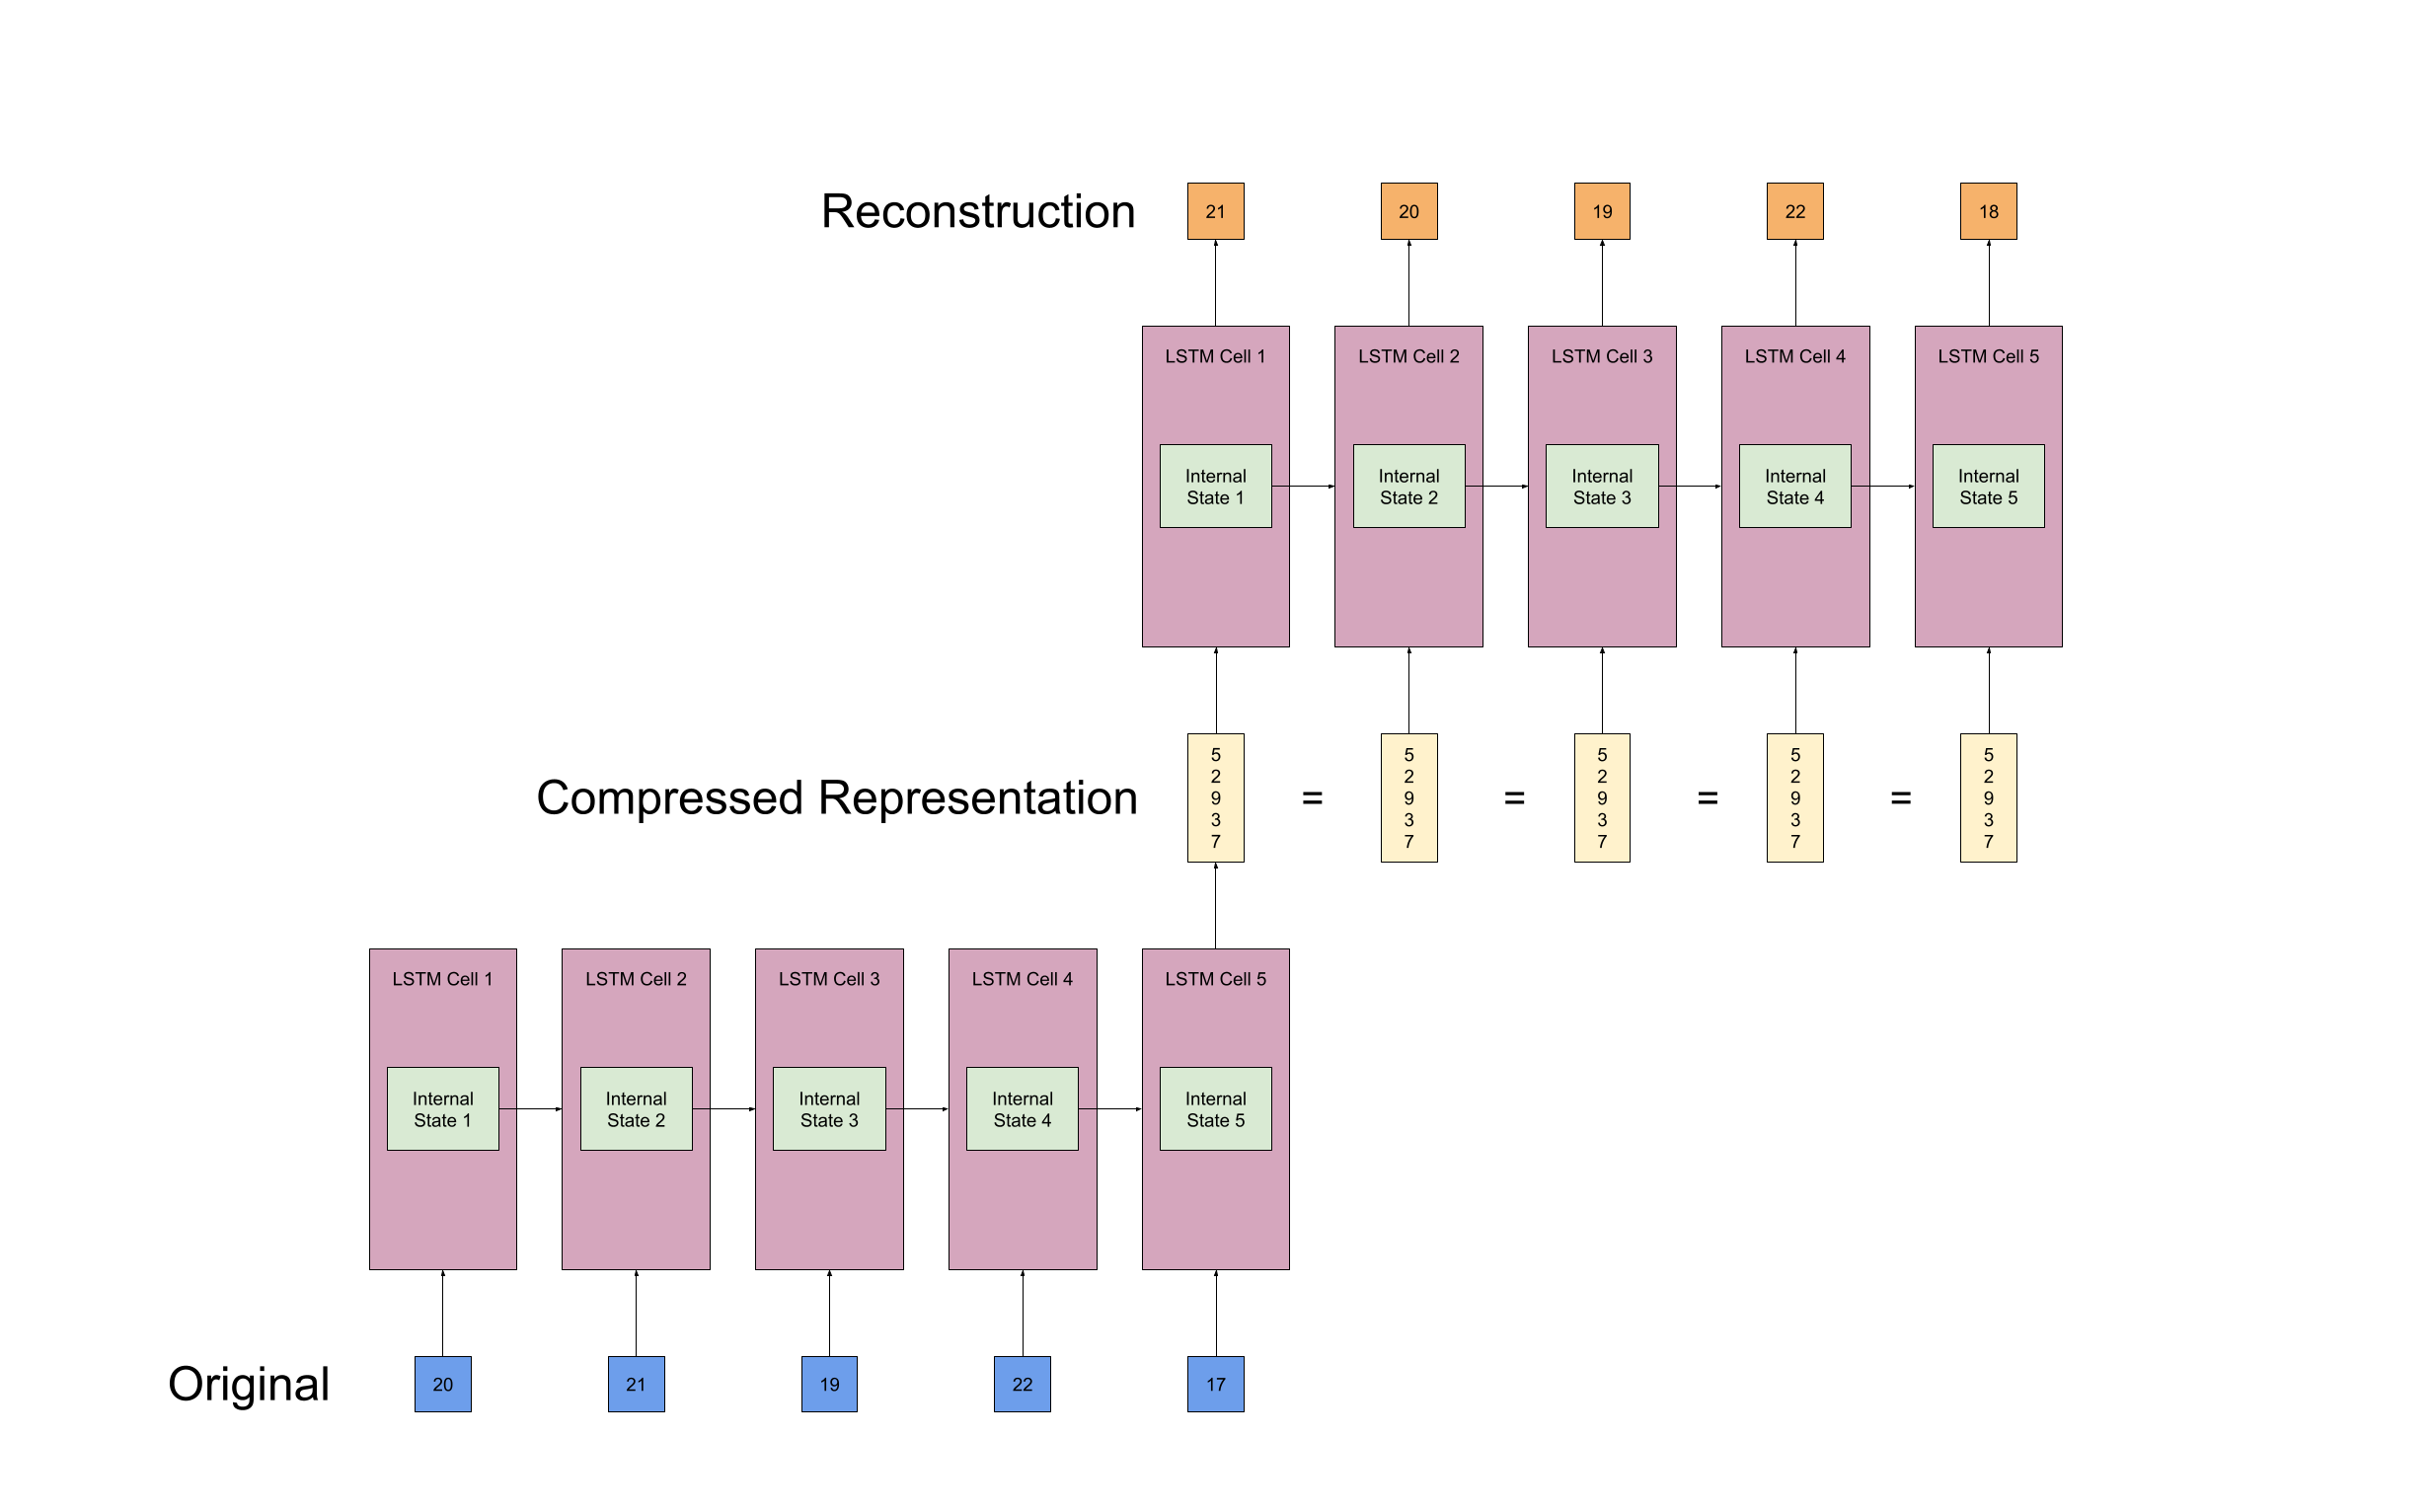 Reconstruction
21
20
19
22
18
LSTM Cell 1
LSTM Cell 2
LSTM Cell 3
LSTM Cell 4
LSTM Cell 5
Internal
State 1
Internal
State 2
Internal
State 3
Internal
State 4
Internal
State 5
Compressed Representation
5
2
9
3
7
=
5
2
9
3
7
=
5
2
9
3
7
=
5
2
9
3
7
=
5
2
9
3
7
LSTM Cell 1
LSTM Cell 2
LSTM Cell 3
LSTM Cell 4
LSTM Cell 5
Internal
State 1
Internal
State 2
Internal
State 3
Internal
State 4
Internal
State 5
Original
20
21
19
22
17